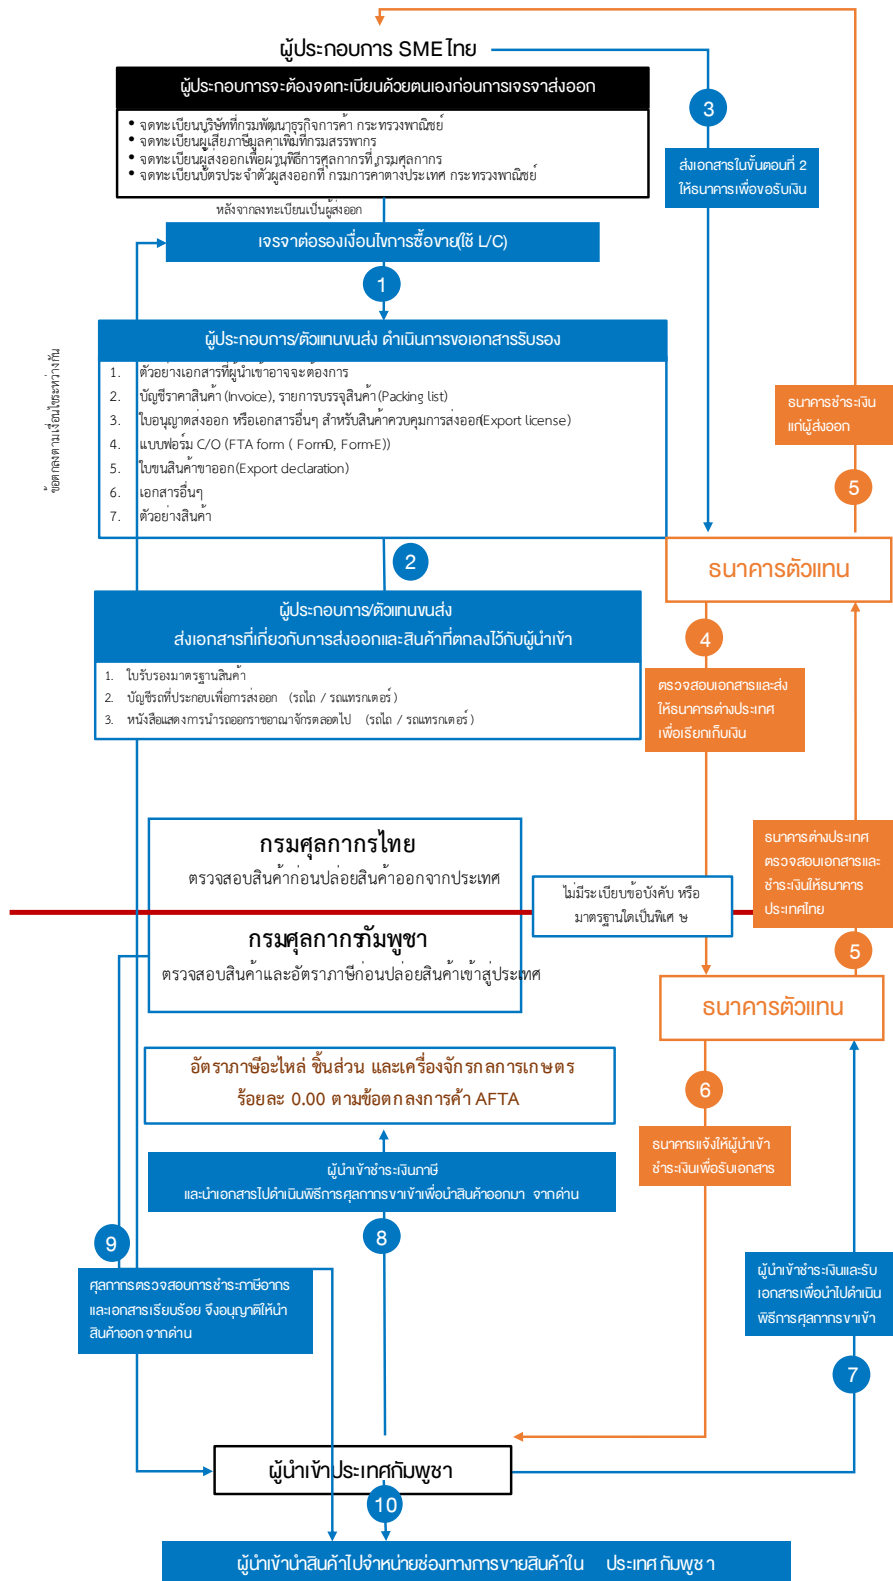 ผู้ประกอบการ SME ไทย
ผู้ประกอบการจะต้องจดทะเบียนด้วยตนเองก่อนการเจรจาส่งออก
• จดทะเบียนบริษัทที่กรมพัฒนาธุรกิจการค้า กระทรวงพาณิชย์
• จดทะเบียนผู้เสียภาษีมูลค่าเพิ่มที่กรมสรรพากร
• จดทะเบียนผู้ส่งออกเพื่อผ่านพิธีการศุลกากรที่ กรมศุลกากร
• จดทะเบียนบัตรประจำตัวผู้ส่งออกที่ กรมการค้าต่างประเทศ กระทรวงพาณิชย์
3
ส่งเอกสารในขั้นตอนที่ 2
ให้ธนาคารเพื่อขอรับเงิน
หลังจากลงทะเบียนเป็นผู้ส่งออก
เจรจาต่อรองเงื่อนไขการซื้อขาย(ใช้ L/C)
1
ข้อตกลงตามเงื่อนไขระหว่างกัน
ผู้ประกอบการ/ตัวแทนขนส่ง ดำเนินการขอเอกสารรับรอง
1. ตัวอย่างเอกสารที่ผู้นำเข้าอาจจะต้องการ
2. บัญชีราคาสินค้า (Invoice), รายการบรรจุสินค้า (Packing list)
3. ใบอนุญาตส่งออก หรือเอกสารอื่นๆ สำหรับสินค้าควบคุมการส่งออก(Export license)
4. แบบฟอร์ม C/O (FTA form ( Form-D, Form-E))
5. ใบขนสินค้าขาออก(Export declaration)
6. เอกสารอื่นๆ
7. ตัวอย่างสินค้า
ธนาคารชำระเงิน
แก่ผู้ส่งออก
5
2
ธนาคารตัวแทน
ผู้ประกอบการ/ตัวแทนขนส่ง
ส่งเอกสารที่เกี่ยวกับการส่งออกและสินค้าที่ตกลงไว้กับผู้นำเข้า
1. ใบรับรองมาตรฐานสินค้า
2. บัญชีรถที่ประกอบเพื่อการส่งออก (รถไถ / รถแทรกเตอร์)
3. หนังสือแสดงการนำรถออกราชอาณาจักรตลอดไป (รถไถ / รถแทรกเตอร์)
4
ตรวจสอบเอกสารและส่ง
ให้ธนาคารต่างประเทศ
เพื่อเรียกเก็บเงิน
กรมศุลกากรไทย
ตรวจสอบสินค้าก่อนปล่อยสินค้าออกจากประเทศ
ไม่มีระเบียบข้อบังคับ หรือ
มาตรฐานใดเป็นพิเศษ
ธนาคารต่างประเทศ
ตรวจสอบเอกสารและ
ชำระเงินให้ธนาคาร
ประเทศไทย
กรมศุลกากรกัมพูชา
ตรวจสอบสินค้าและอัตราภาษีก่อนปล่อยสินค้าเข้าสู่ประเทศ
5
ธนาคารตัวแทน
อัตราภาษีอะไหล่ ชิ้นส่วน และเครื่องจักรกลการเกษตร
ร้อยละ 0.00 ตามข้อตกลงการค้า AFTA
6
ธนาคารแจ้งให้ผู้นำเข้า
ชำระเงินเพื่อรับเอกสาร
ผู้นำเข้าชำระเงินภาษี
และนำเอกสารไปดำเนินพิธีการศุลกากรขาเข้าเพื่อนำสินค้าออกมา จากด่าน
9
8
ศุลกากรตรวจสอบการชำระภาษีอากร
และเอกสารเรียบร้อย จึงอนุญาติให้นำ
สินค้าออก จากด่าน
ผู้นำเข้าชำระเงินและรับ
เอกสารเพื่อนำไปดำเนิน
พิธีการศุลกากรขาเข้า
7
ผู้นำเข้าประเทศกัมพูชา
10
ผู้นำเข้านำสินค้าไปจำหน่ายช่องทางการขายสินค้าใน ประเทศ กัมพูชา